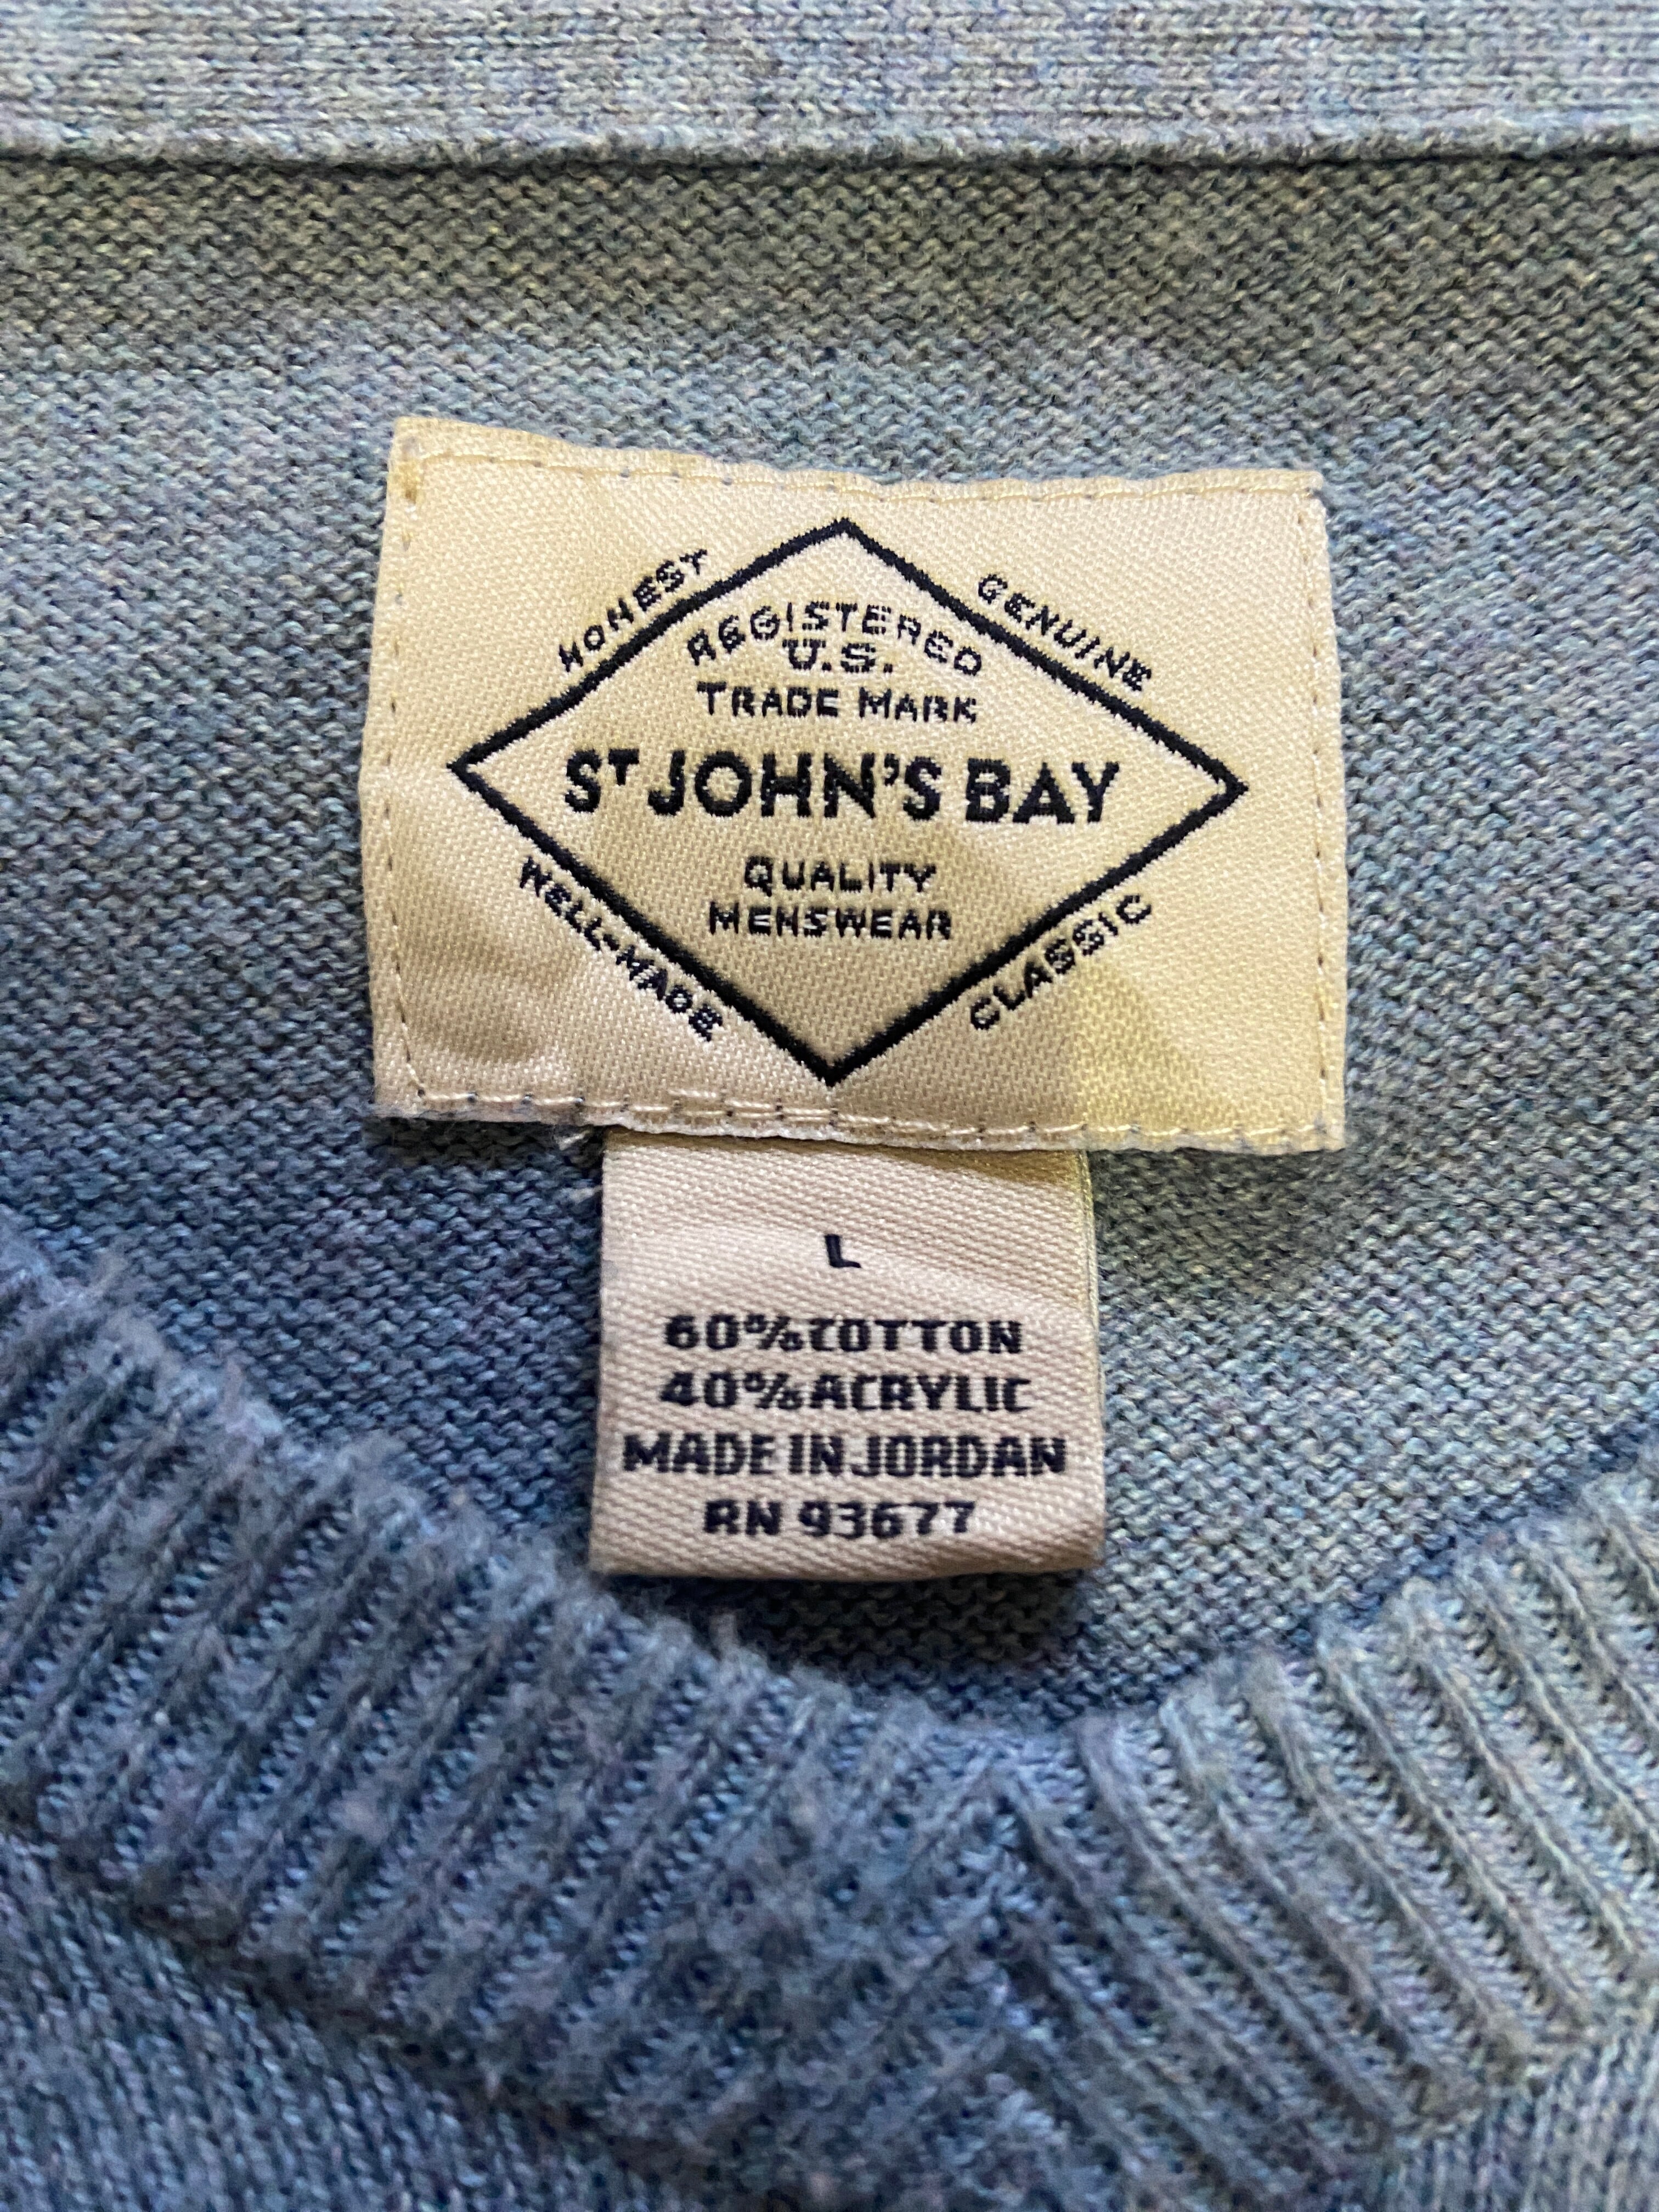 HONEST
GENUINE
REGISTERED
U.S.
TRADE MARK
ST JOHN'S BAY
QUALITY
MENSWEAR
WELL-MADE
CLASSIC
L
60% COTTON
40% ACRYLIC
MADE IN JORDAN
RN 93677